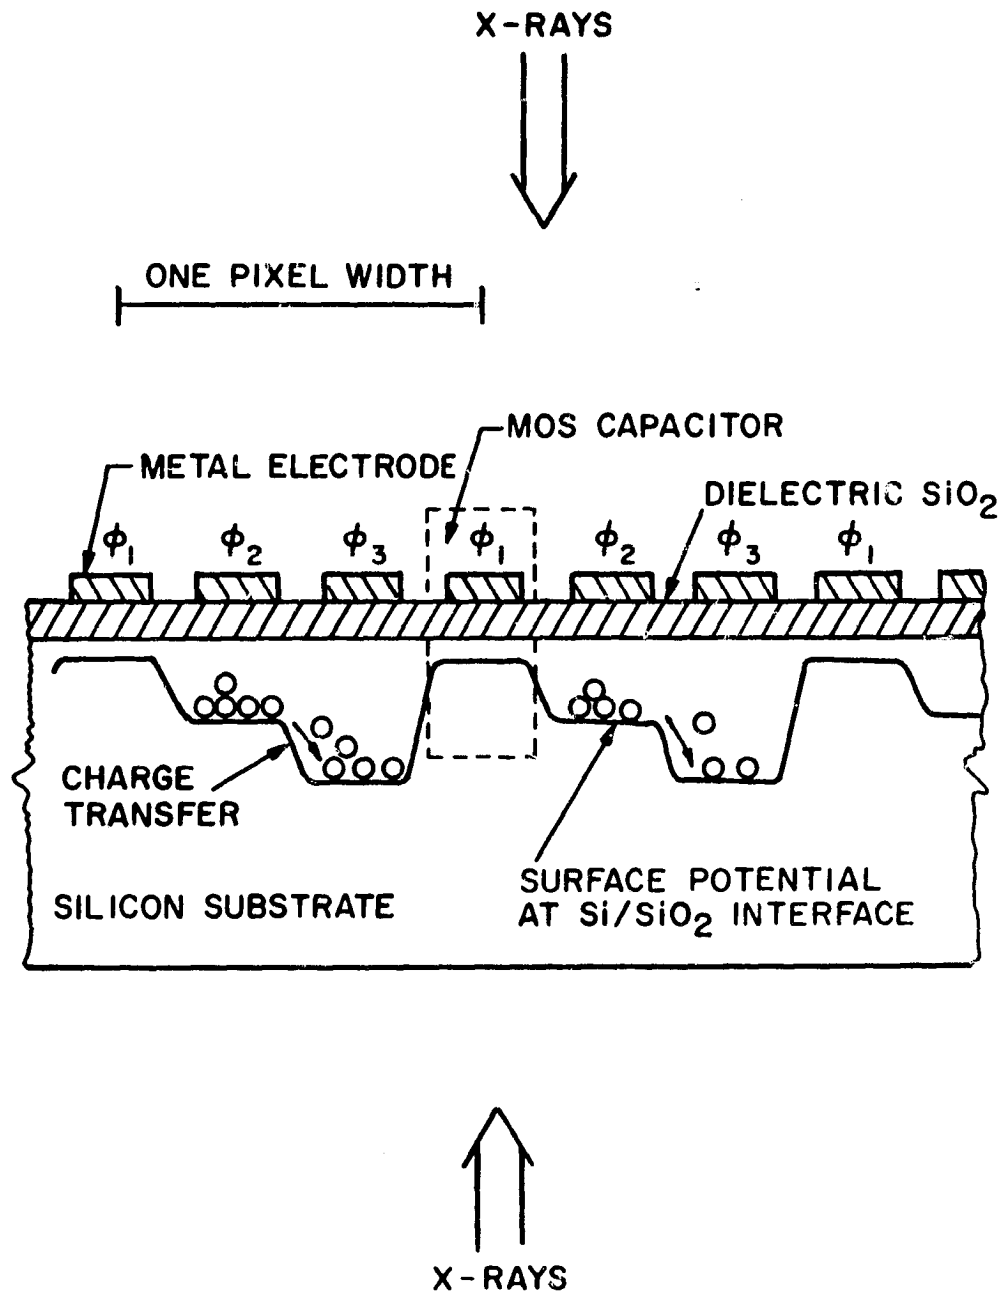 X-RAYS
ONE PIXEL WIDTH
MOS CAPACITOR
METAL ELECTRODE
DIELECTRIC SiO2
ϕ1 ϕ2 ϕ3 ϕ1 ϕ2 ϕ3 ϕ1
CHARGE
TRANSFER
SURFACE POTENTIAL
AT Si/SiO2 INTERFACE
SILICON SUBSTRATE
X-RAYS